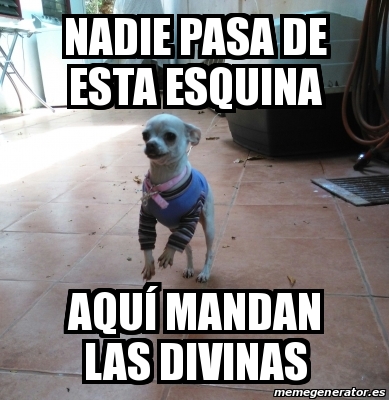 NADIE PASA DE
ESTA ESQUINA
AQUÍ MANDAN
LAS DIVINAS
memegenerator.es